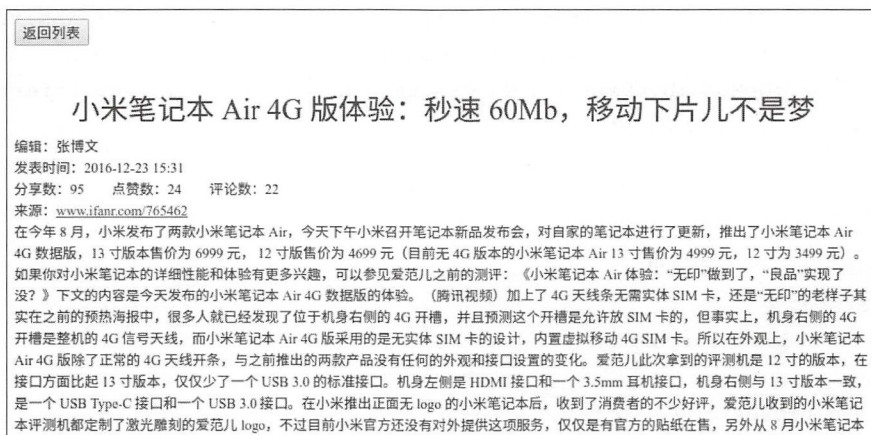 返回列表
小米笔记本 Air 4G 版体验：秒速 60Mb，移动下片儿不是梦
编辑：张博文
发表时间：2016-12-23 15:31
分享数：95 点赞数：24 评论数：22
来源：www.ifanr.com/765462
在今年 8 月，小米发布了两款小米笔记本 Air，今天下午小米召开笔记本新品发布会，对自家的笔记本进行了更新，推出了小米笔记本 Air
4G 数据版，13 寸版本售价为 6999 元， 12 寸版售价为 4699 元（目前无 4G 版本的小米笔记本 Air 13 寸售价为 4999 元，12 寸为 3499 元）。
如果你对小米笔记本的详细性能和体验有更多兴趣，可以参见爱范儿之前的测评：《小米笔记本 Air 体验：“无印”做到了，“良品”实现了
没？》下文的内容是今天发布的小米笔记本 Air 4G 数据版的体验。（腾讯视频）加上了 4G 天线条无需实体 SIM 卡，还是“无印”的老样子其
实在之前的预热海报中，很多人就已经发现了位于机身右侧的 4G 开槽，并且预测这个开槽是允许放 SIM 卡的，但事实上，机身右侧的 4G
开槽是整机的 4G 信号天线，而小米笔记本 Air 4G 版采用的是无实体 SIM 卡的设计，内置虚拟移动 4G SIM 卡。所以在外观上，小米笔记本
Air 4G 版除了正常的 4G 天线开条，与之前推出的两款产品没有任何的外观和接口设置的变化。爱范儿此次拿到的评测机是 12 寸的版本，在
接口方面比起 13 寸版本，仅仅少了一个 USB 3.0 的标准接口。机身左侧是 HDMI 接口和一个 3.5mm 耳机接口，机身右侧与 13 寸版本一致，
是一个 USB Type-C 接口和一个 USB 3.0 接口。在小米推出正面无 logo 的小米笔记本后，收到了消费者的不少好评，爱范儿收到的小米笔记
本评测机都定制了激光雕刻的爱范儿 logo，不过目前小米官方还没有对外提供这项服务，仅仅是有官方的贴纸在售，另外从 8 月小米笔记本